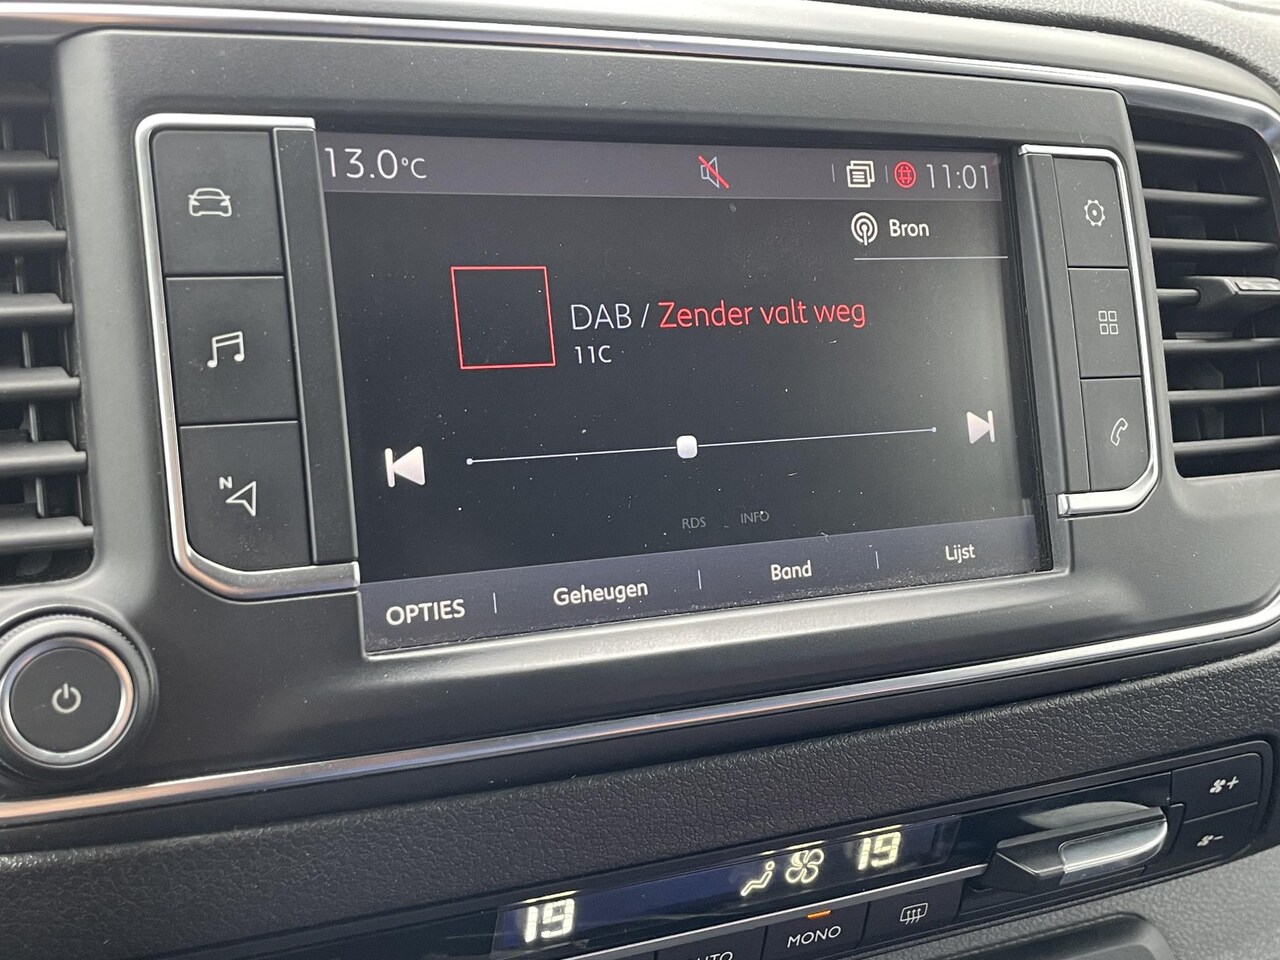 13.0°C
11:01
Bron
DAB / Zender valt weg
11C
RDS INFO
OPTIES Geheugen Band Lijst
N
19
19
MONO